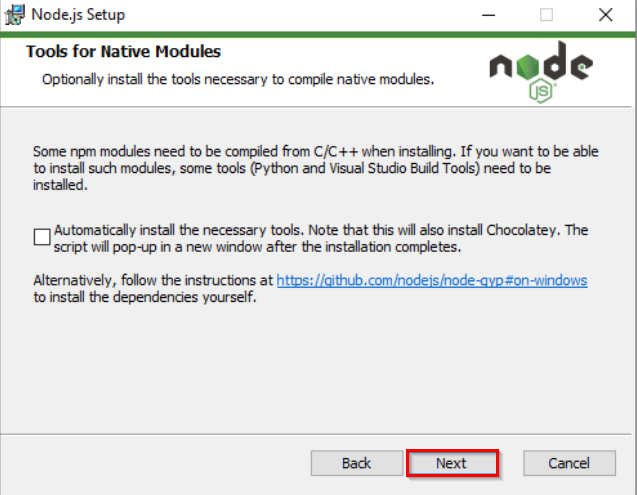 Node.js Setup
Tools for Native Modules
Optionally install the tools necessary to compile native modules.
node
JS
Some npm modules need to be compiled from C/C++ when installing. If you want to be able
to install such modules, some tools (Python and Visual Studio Build Tools) need to be
installed.
Automatically install the necessary tools. Note that this will also install Chocolatey. The
script will pop-up in a new window after the installation completes.
Alternatively, follow the instructions at https://github.com/nodejs/node-gyp#on-windows
to install the dependencies yourself.
Back Next Cancel